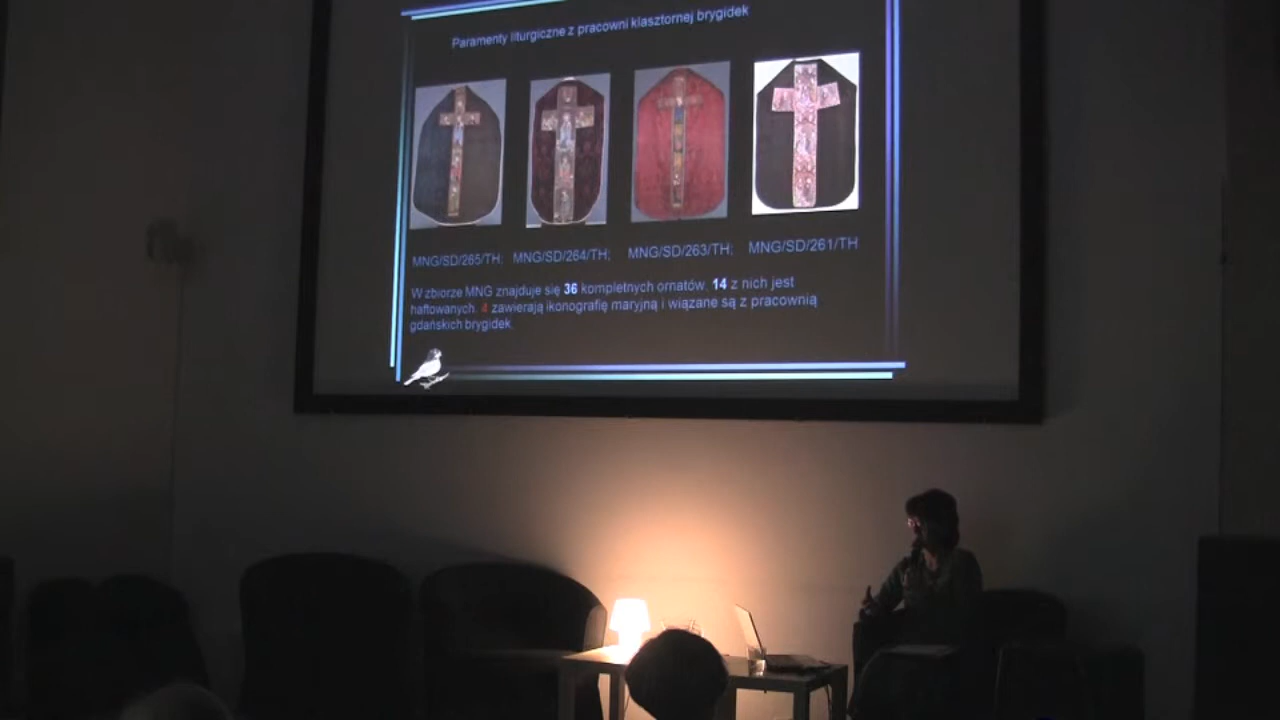 Paramenty liturgiczne z pracowni klasztornej brygidek
MNG/SD/265/TH; MNG/SD/264/TH; MNG/SD/263/TH; MNG/SD/261/TH
W zbiorze MNG znajduje się 36 kompletnych ornatów. 14 z nich jest
haftowanych. 4 zawierają ikonografię maryjną i wiązane są z pracownią
gdańskich brygidek.